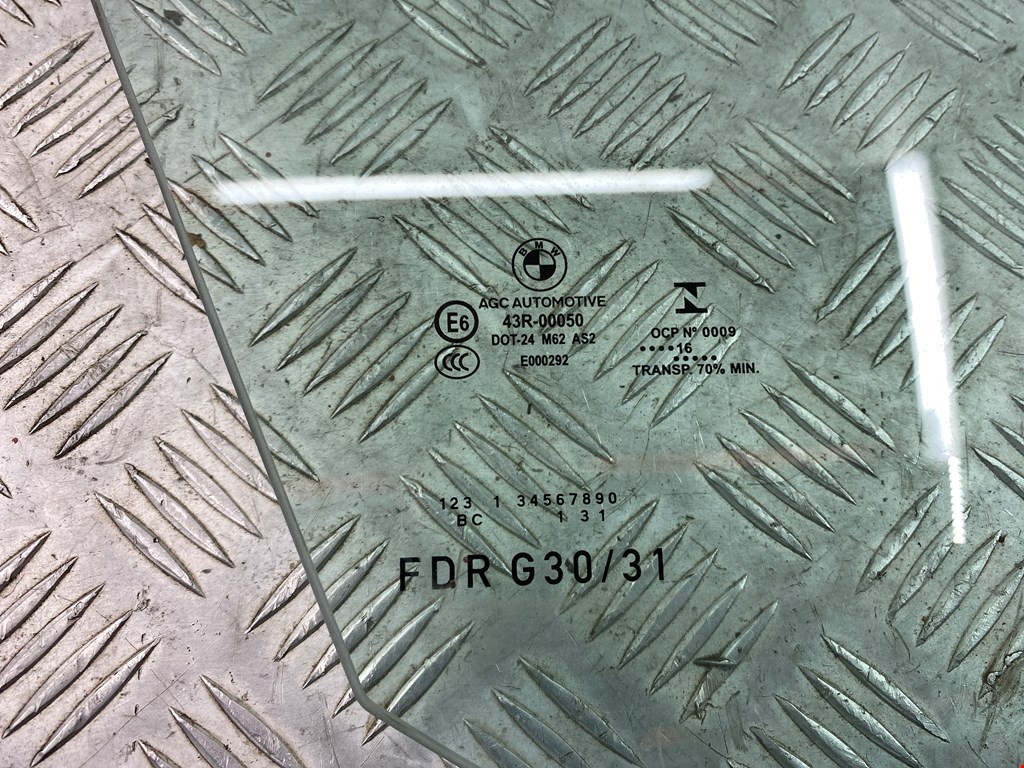 BMW
AGC AUTOMOTIVE
E6
43R-00050
DOT-24 M62 AS2
CCC
E000292
OCP Nº 0009
•••••16
•••••
TRANSP. 70% MIN.
123 1 34567890
BC 1 31
FDR G30/31